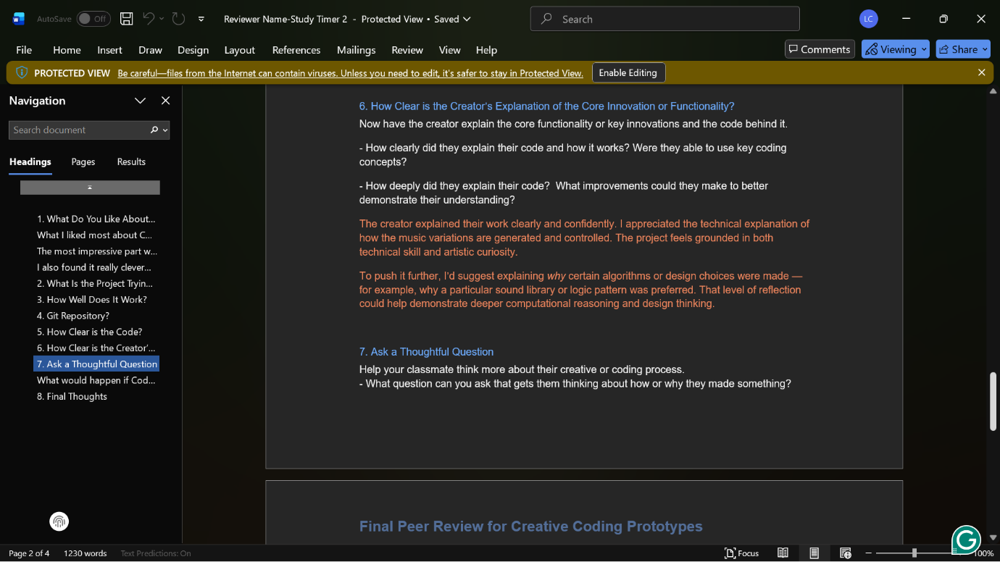 AutoSave Off Reviewer Name-Study Timer 2 - Protected View • Saved Search LC
File Home Insert Draw Design Layout References Mailings Review View Help Comments Viewing Share
PROTECTED VIEW Be careful—files from the Internet can contain viruses. Unless you need to edit, it's safer to stay in Protected View. Enable Editing
Navigation
Search document
Headings Pages Results
1. What Do You Like About...
What I liked most about C...
The most impressive part w...
I also found it really clever...
2. What Is the Project Tryin...
3. How Well Does It Work?
4. Git Repository?
5. How Clear is the Code?
6. How Clear is the Creator'...
7. Ask a Thoughtful Question
What would happen if Cod...
8. Final Thoughts
6. How Clear is the Creator's Explanation of the Core Innovation or Functionality?
Now have the creator explain the core functionality or key innovations and the code behind it.
- How clearly did they explain their code and how it works? Were they able to use key coding
concepts?
- How deeply did they explain their code?  What improvements could they make to better
demonstrate their understanding?
The creator explained their work clearly and confidently. I appreciated the technical explanation of
how the music variations are generated and controlled. The project feels grounded in both
technical skill and artistic curiosity.
To push it further, I'd suggest explaining why certain algorithms or design choices were made —
for example, why a particular sound library or logic pattern was preferred. That level of reflection
could help demonstrate deeper computational reasoning and design thinking.
7. Ask a Thoughtful Question
Help your classmate think more about their creative or coding process.
- What question can you ask that gets them thinking about how or why they made something?
Final Peer Review for Creative Coding Prototypes
Page 2 of 4 1230 words Text Predictions: On Focus 100%